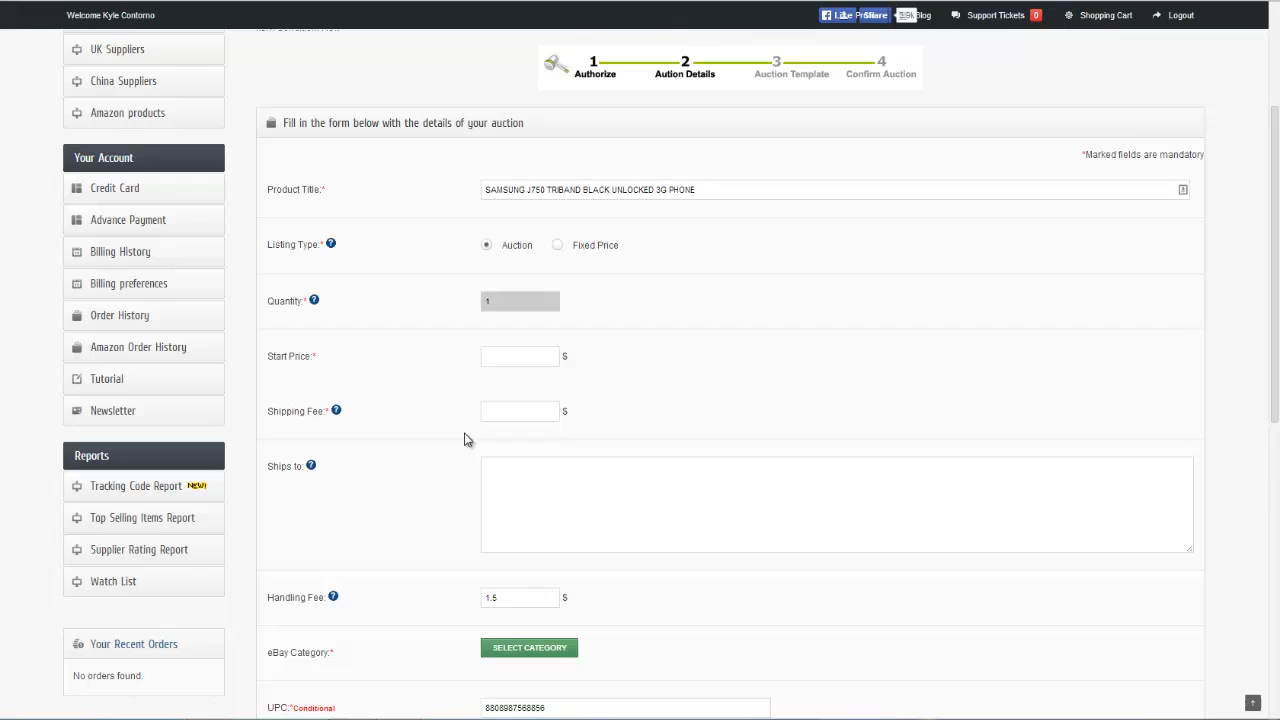 Welcome Kyle Contorno
Share
Blog
Support Tickets 0
Shopping Cart
Logout
UK Suppliers
China Suppliers
Amazon products
Your Account
Credit Card
Advance Payment
Billing History
Billing preferences
Order History
Amazon Order History
Tutorial
Newsletter
Reports
Tracking Code Report NEW!
Top Selling Items Report
Supplier Rating Report
Watch List
Your Recent Orders
No orders found.
1 2 3 4
Authorize Aution Details Auction Template Confirm Auction
Fill in the form below with the details of your auction
*Marked fields are mandatory
Product Title:* SAMSUNG J750 TRIBAND BLACK UNLOCKED 3G PHONE
Listing Type:* ? Auction Fixed Price
Quantity:* ? 1
Start Price:* $
Shipping Fee:* ? $
Ships to: ?
Handling Fee: ? 1.5 $
eBay Category:* SELECT CATEGORY
UPC:*Conditional 8808987568856